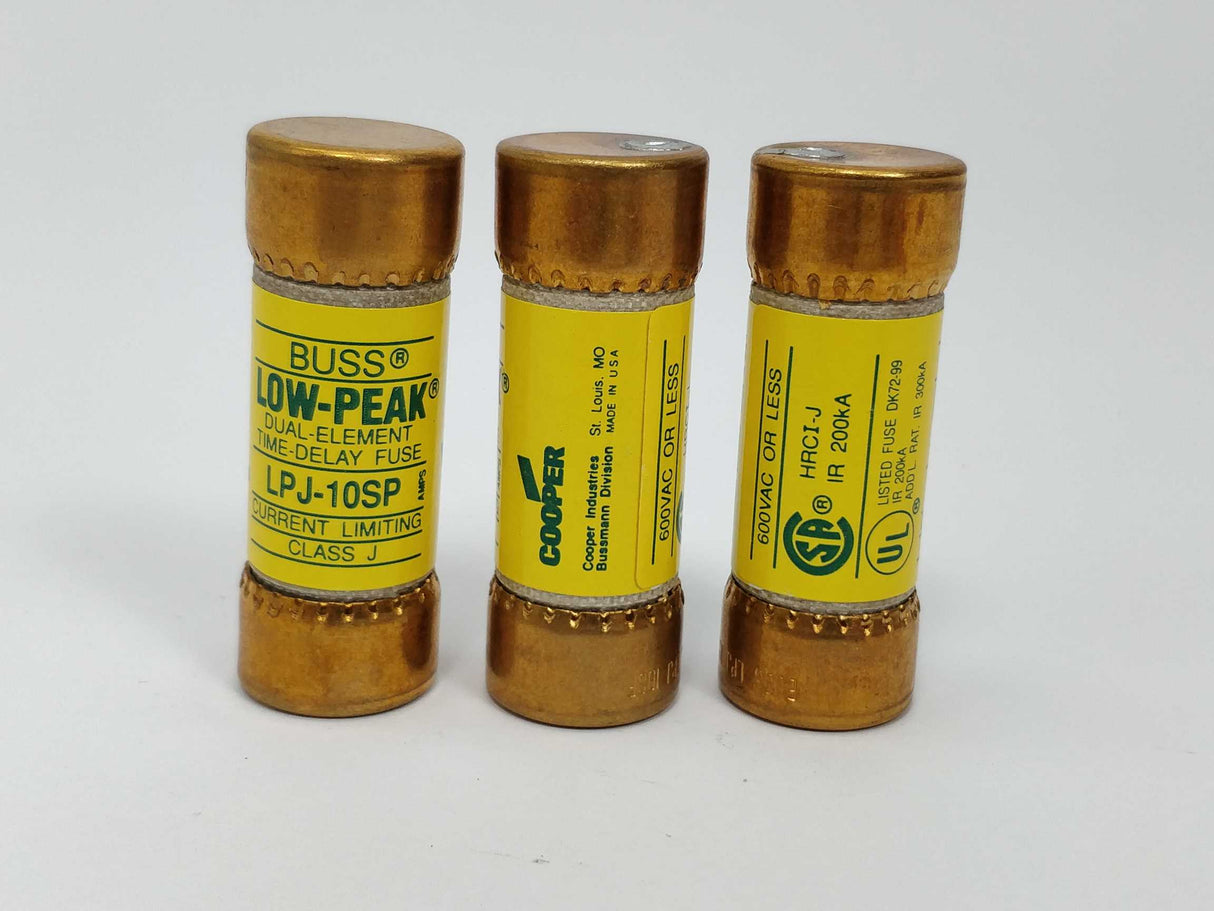 BUSS®
LOW-PEAK®
DUAL-ELEMENT
TIME-DELAY FUSE
LPJ-10SP AMPS
CURRENT LIMITING
CLASS J
COOPER
Cooper Industries St. Louis, MO
Bussmann Division MADE IN U S A
600VAC OR LESS
600VAC OR LESS
SA® HRCI-J
IR 200kA
UL® LISTED FUSE DK72-99
IR 200kA
ADD'L. RAT. IR 300kA